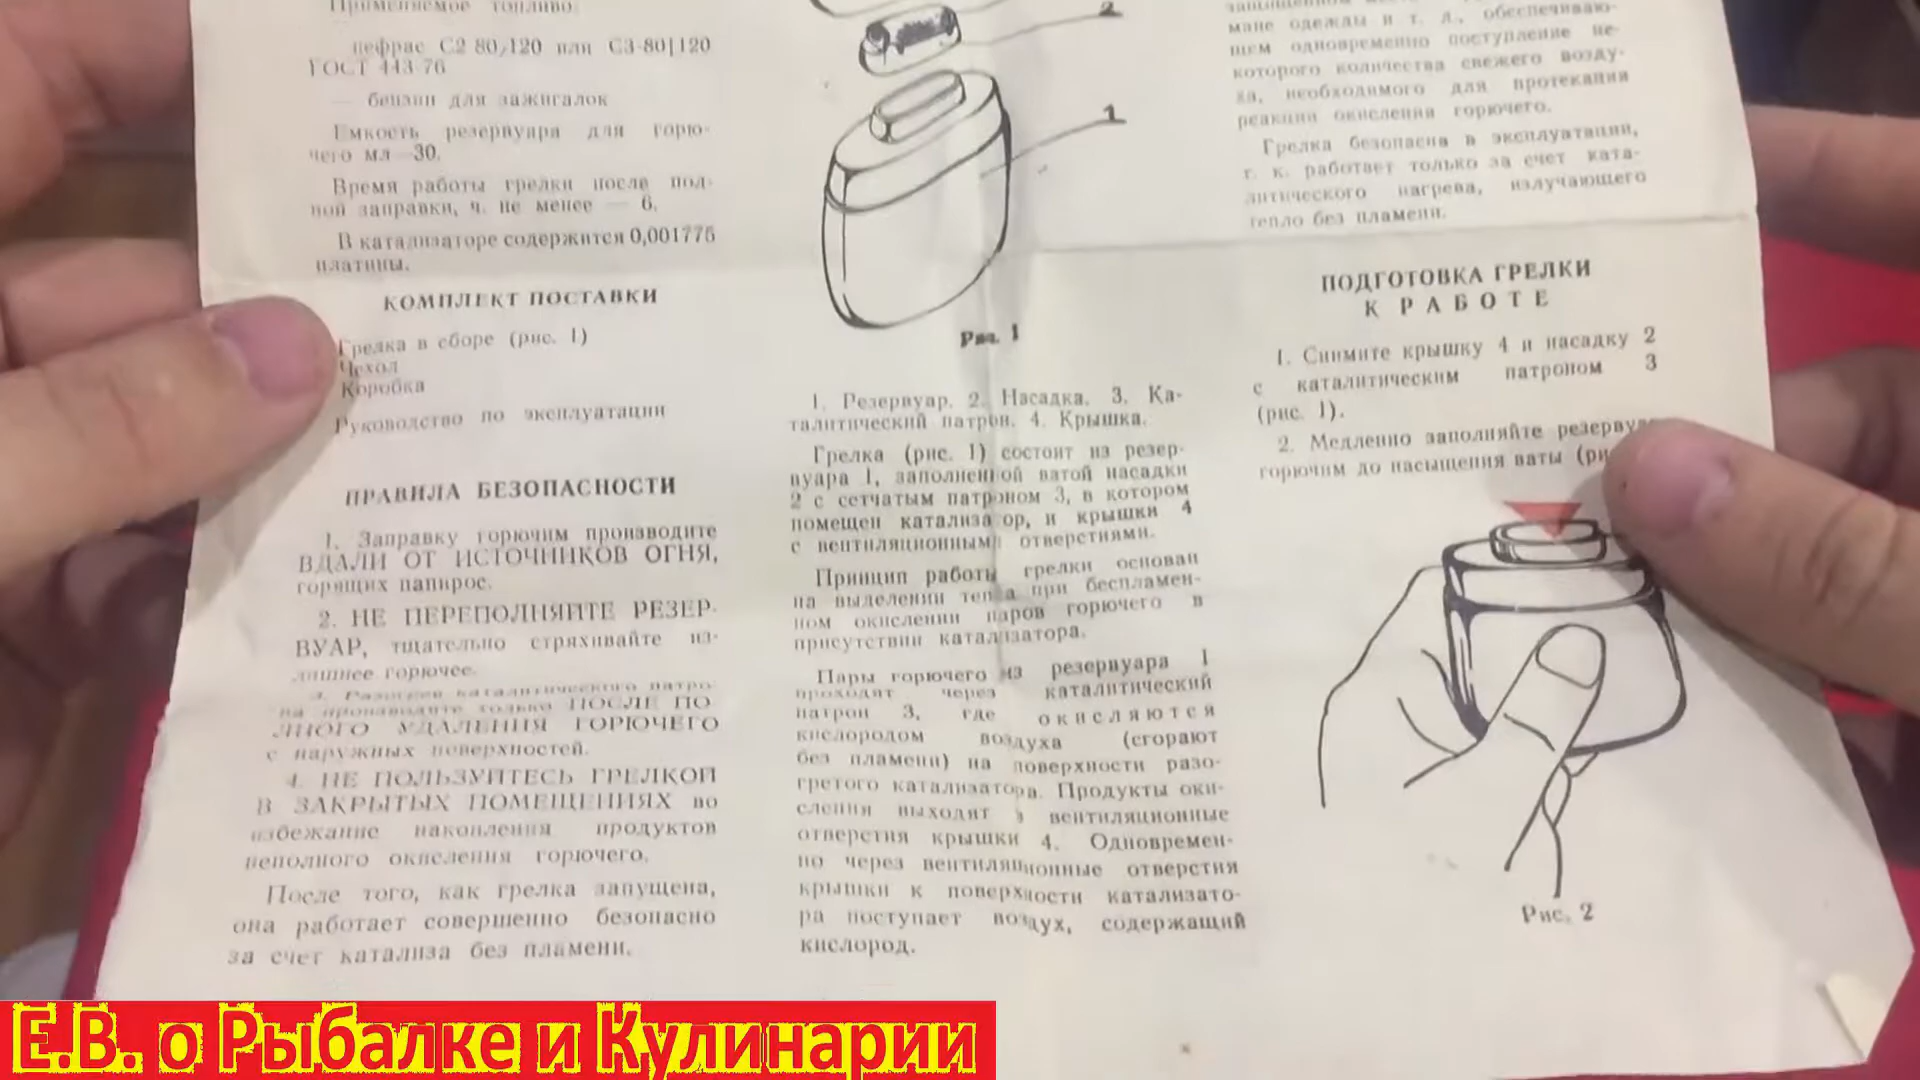 Применяемое топливо:
нефрас С2 80/120 или С3-80|120
ГОСТ 443-76
— бензин для зажигалок
Емкость резервуара для горю-
чего мл —30.
Время работы грелки после пол-
ной заправки, ч. не менее — 6.
В катализаторе содержится 0,001775
платины.
КОМПЛЕКТ ПОСТАВКИ
Грелка в сборе (рис. 1)
Чехол
Коробка
Руководство по эксплуатации
ПРАВИЛА БЕЗОПАСНОСТИ
1. Заправку горючим производите
ВДАЛИ ОТ ИСТОЧНИКОВ ОГНЯ,
горящих папирос.
2. НЕ ПЕРЕПОЛНЯЙТЕ РЕЗЕР-
ВУАР, тщательно стряхивайте из-
лишнее горючее.
3. Разогрев каталитического патро-
на производите только ПОСЛЕ ПО
ЛНОГО УДАЛЕНИЯ ГОРЮЧЕГО
с наружных поверхностей.
4. НЕ ПОЛЬЗУЙТЕСЬ ГРЕЛКОЙ
В ЗАКРЫТЫХ ПОМЕЩЕНИЯХ во
избежание накопления продуктов
неполного окисления горючего.
После того, как грелка запущена,
она работает совершенно безопасно
за счет катализа без пламени.
2
1
Рис. 1
1. Резервуар. 2. Насадка. 3. Ка-
талитический патрон. 4. Крышка.
Грелка (рис. 1) состоит из резер-
вуара 1, заполненной ватой насадки
2 с сетчатым патроном 3, в котором
помещен катализатор, и крышки 4
с вентиляционными отверстиями.
Принцип работы грелки основан
на выделении тепла при беспламен-
ном окислении паров горючего в
присутствии катализатора.
Пары горючего из резервуара 1
проходят через каталитический
патрон 3, где окисляются
кислородом воздуха (сгорают
без пламени) на поверхности разо-
гретого катализатора. Продукты оки-
сления выходят в вентиляционные
отверстия крышки 4. Одновремен-
но через вентиляционные отверстия
крышки к поверхности катализато-
ра поступает воздух, содержащий
кислород.
мане одежды и т. д., обеспечиваю-
щем одновременно поступление не-
которого количества свежего возду-
ха, необходимого для протекания
реакции окисления горючего.
Грелка безопасна в эксплуатации,
т. к. работает только за счет ката-
литического нагрева, излучающего
тепло без пламени.
ПОДГОТОВКА ГРЕЛКИ
К РАБОТЕ
1. Снимите крышку 4 и насадку 2
с каталитическим патроном 3
(рис. 1).
2. Медленно заполняйте
горючим до насыщения ваты
Рис. 2
Е.В. о Рыбалке и Кулинарии